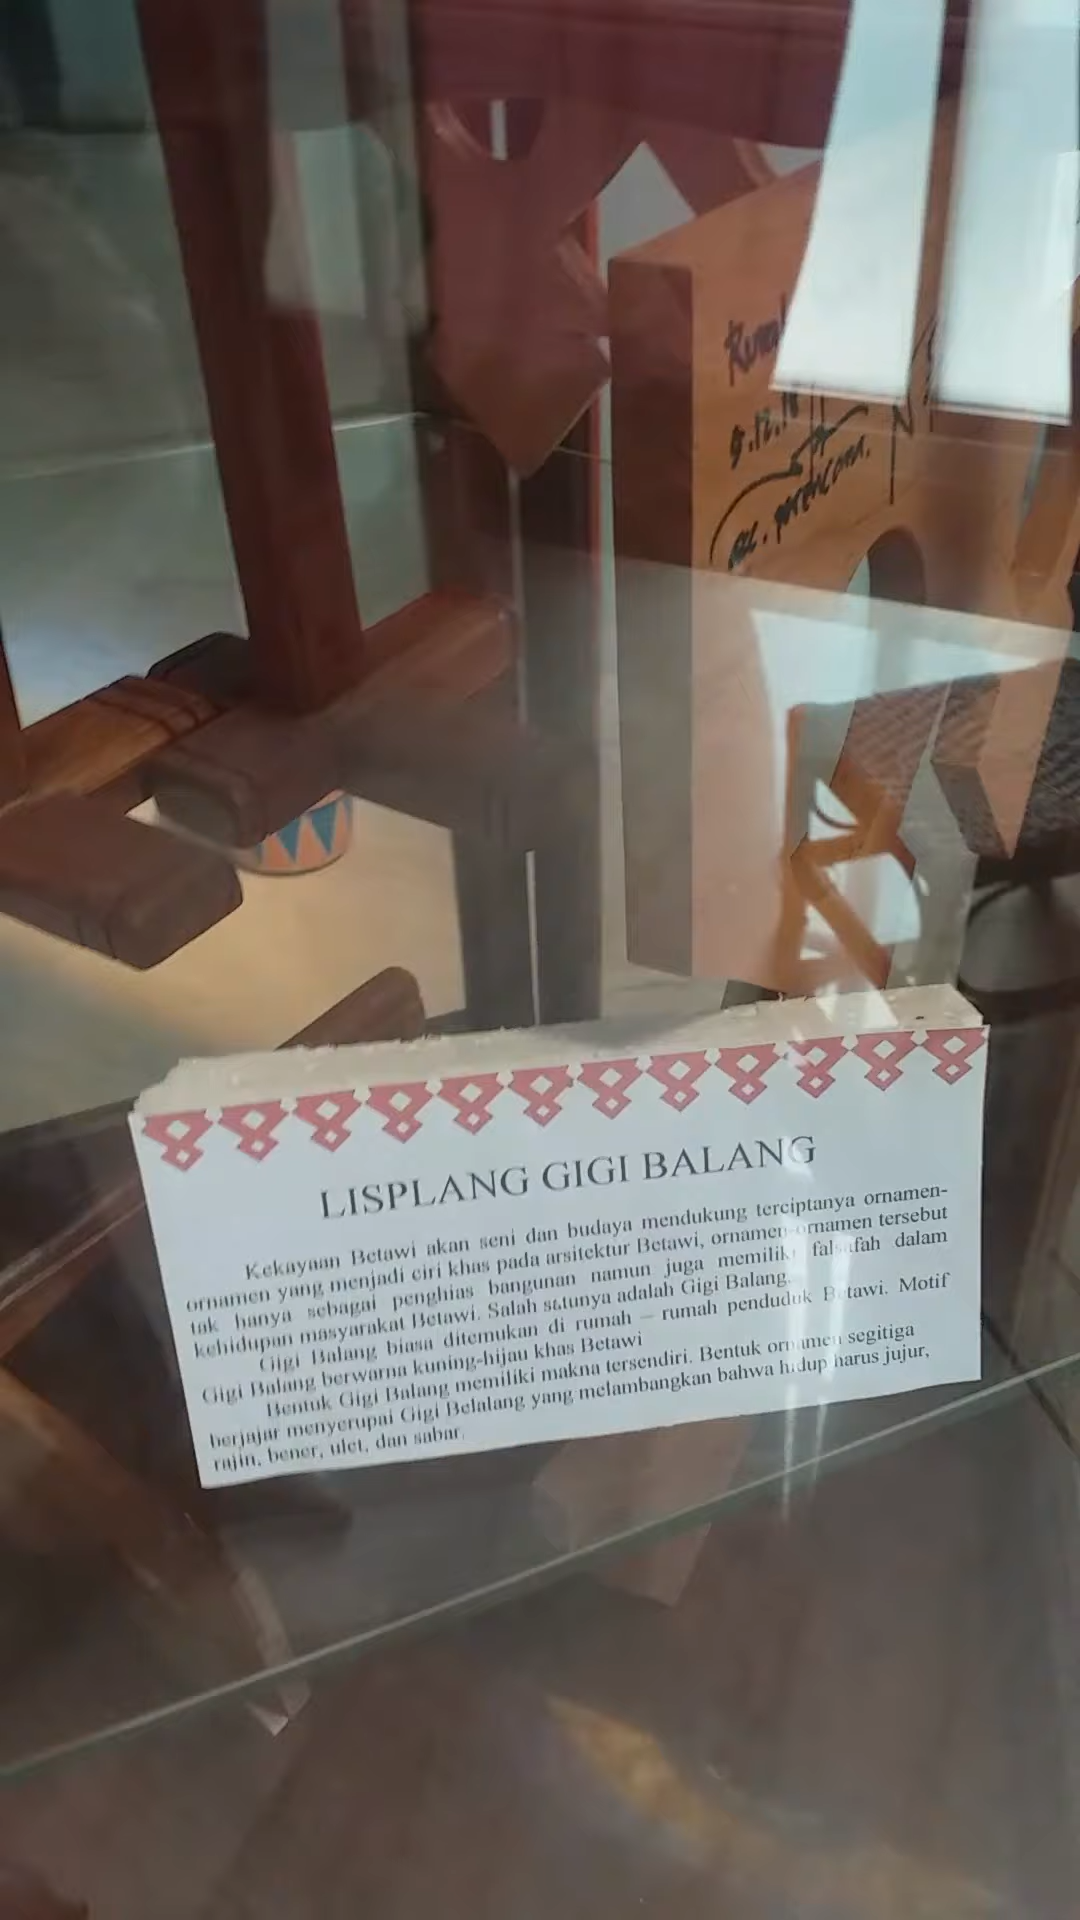 9.12.18
acc.
LISPLANG GIGI BALANG
Kekayaan Betawi akan seni dan budaya mendukung terciptanya ornamen-
ornamen yang menjadi ciri khas pada arsitektur Betawi, ornamen-ornamen tersebut
tak hanya sebagai penghias bangunan namun juga memiliki falsafah dalam
kehidupan masyarakat Betawi. Salah satunya adalah Gigi Balang.
Gigi Balang biasa ditemukan di rumah – rumah penduduk Betawi. Motif
Gigi Balang berwarna kuning-hijau khas Betawi
Bentuk Gigi Balang memiliki makna tersendiri. Bentuk ornamen segitiga
berjajar menyerupai Gigi Belalang yang melambangkan bahwa hidup harus jujur,
rajin, bener, ulet, dan sabar.